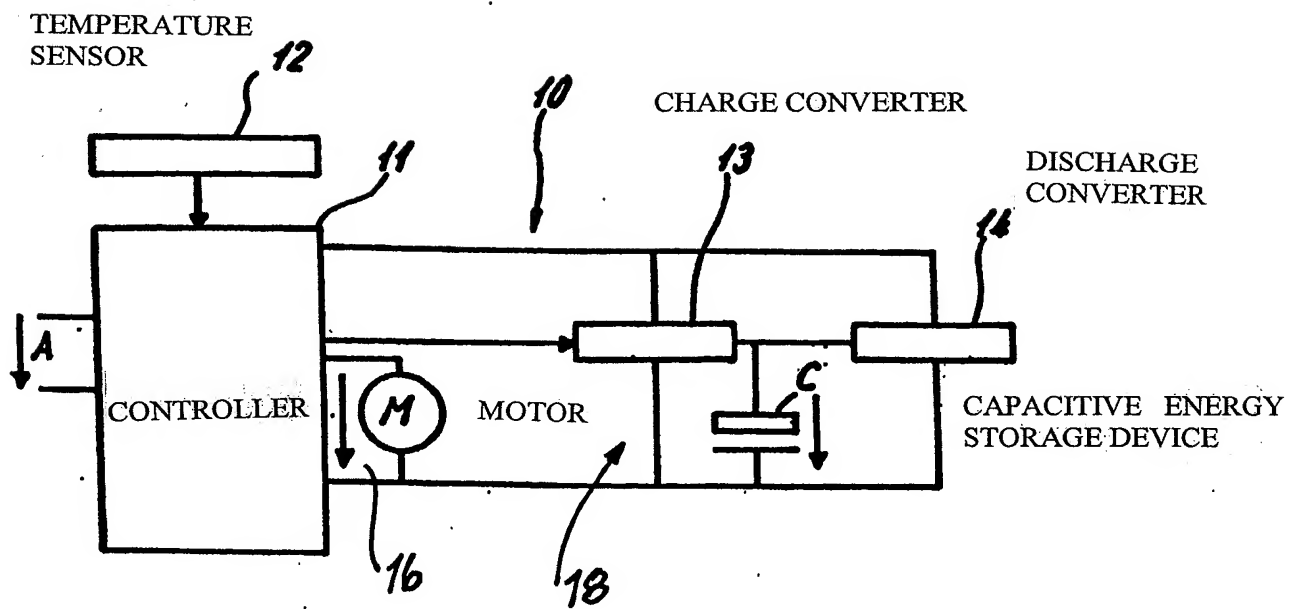 TEMPERATURE
SENSOR
12
10
CHARGE CONVERTER
11
13
DISCHARGE
CONVERTER
14
A
CONTROLLER
M
MOTOR
C
CAPACITIVE ENERGY
STORAGE DEVICE
16
18